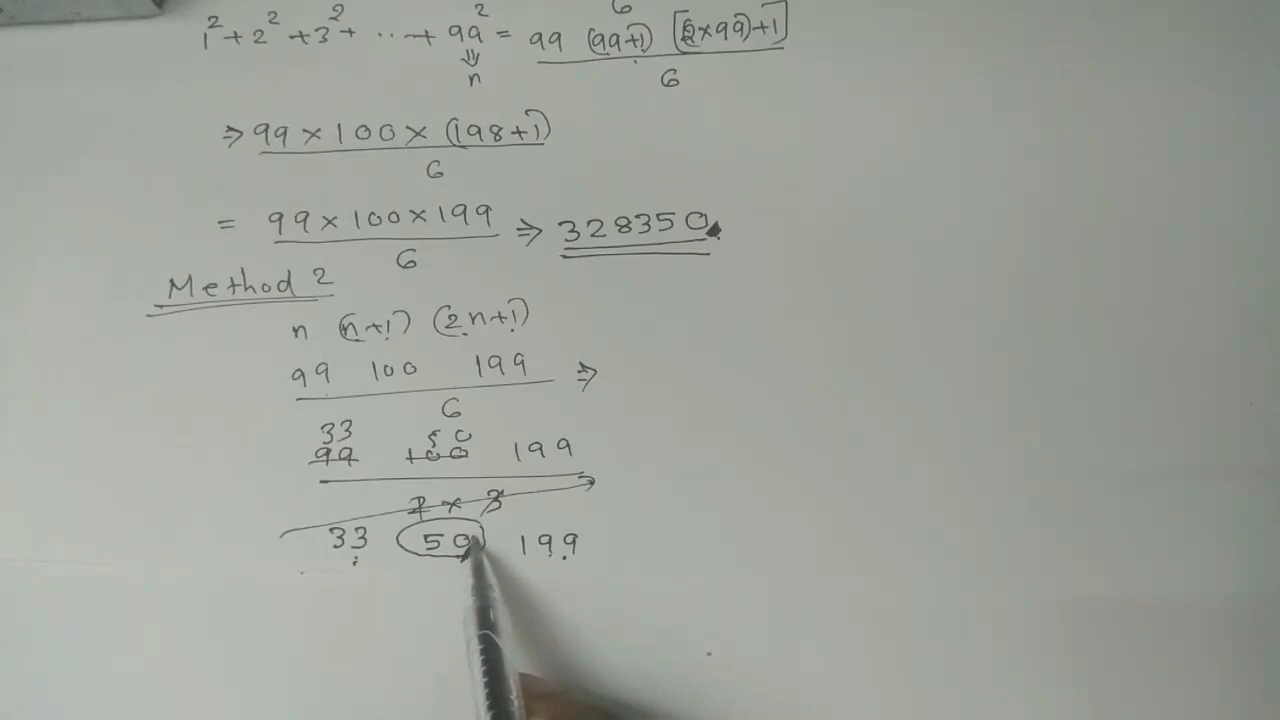 6
1² + 2² + 3² + ... + 99² = 99 (99+1) [(2×99)+1]
6
⇓
n
⇒ 99 × 100 × (198+1)
6
= 99 × 100 × 199 ⇒ 328350
6
Method 2
n (n+1) (2n+1)
99 100 199 ⇒
6
33 50
99 100 199
2 × 3
33 50 199